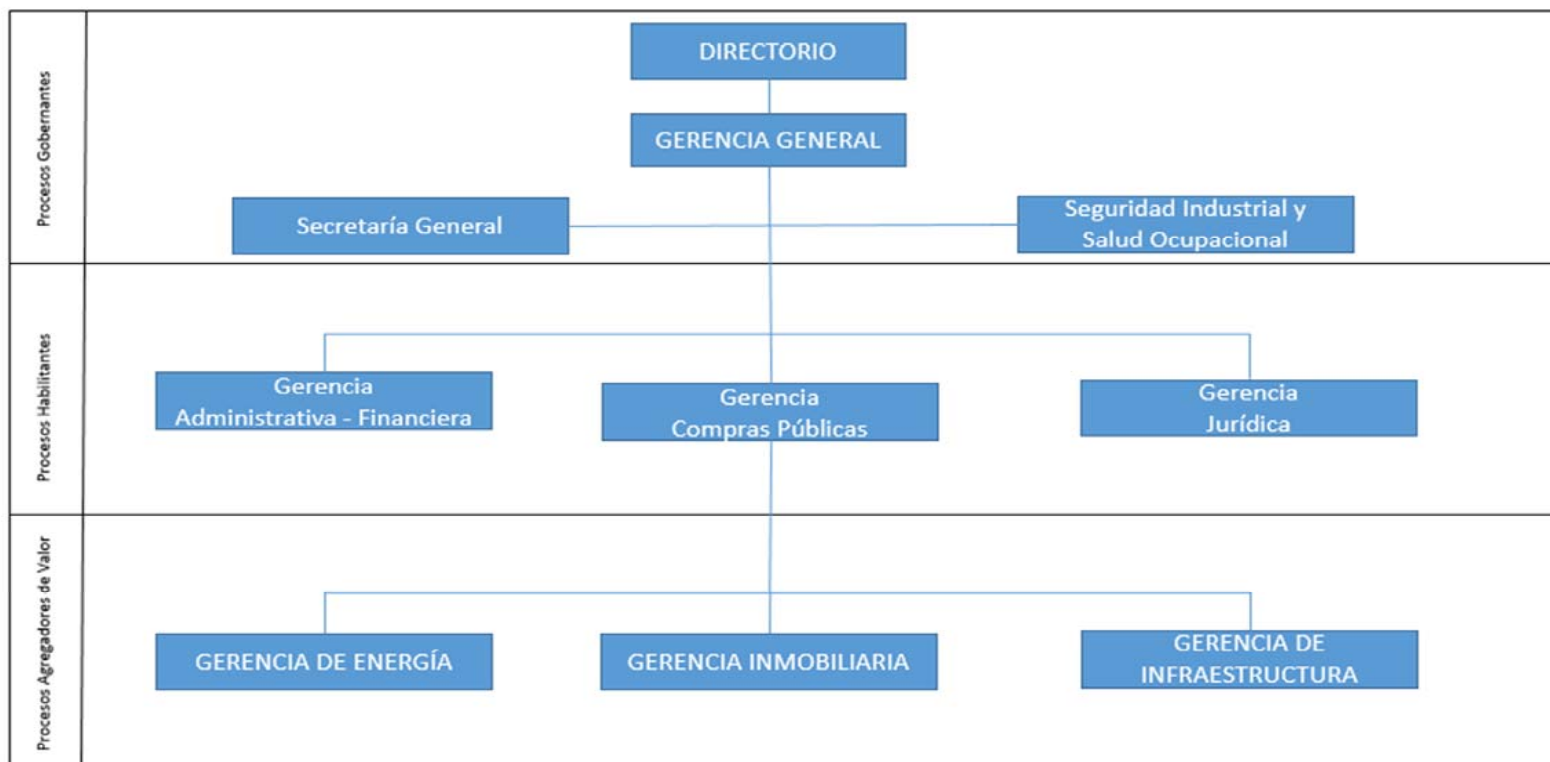 Procesos Gobernantes
DIRECTORIO
GERENCIA GENERAL
Secretaría General
Seguridad Industrial y
Salud Ocupacional
Procesos Habilitantes
Gerencia
Administrativa - Financiera
Gerencia
Compras Públicas
Gerencia
Jurídica
Procesos Agregadores de Valor
GERENCIA DE ENERGÍA
GERENCIA INMOBILIARIA
GERENCIA DE
INFRAESTRUCTURA